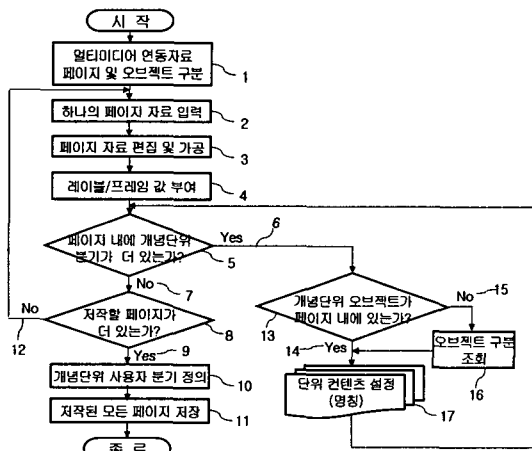 시 작
멀티미디어 연동자료
페이지 및 오브젝트 구분
1
하나의 페이지 자료 입력
2
페이지 자료 편집 및 가공
3
레이블/프레임 값 부여
4
페이지 내에 개념단위
분기가 더 있는가?
5
Yes
6
No
7
저작할 페이지가
더 있는가?
8
No
12
Yes
9
개념단위 사용자 분기 정의
10
저작된 모든 페이지 저장
11
종 료
개념단위 오브젝트가
페이지 내에 있는가?
13
No
15
14
Yes
오브젝트 구분
조회
16
단위 컨텐츠 설정
(명칭)
17